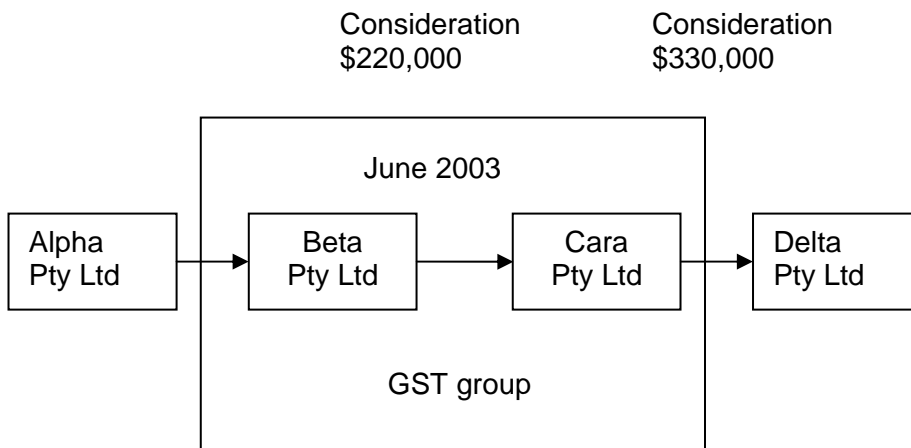 Consideration
$220,000
Consideration
$330,000
June 2003
Alpha
Pty Ltd
Beta
Pty Ltd
Cara
Pty Ltd
Delta
Pty Ltd
GST group